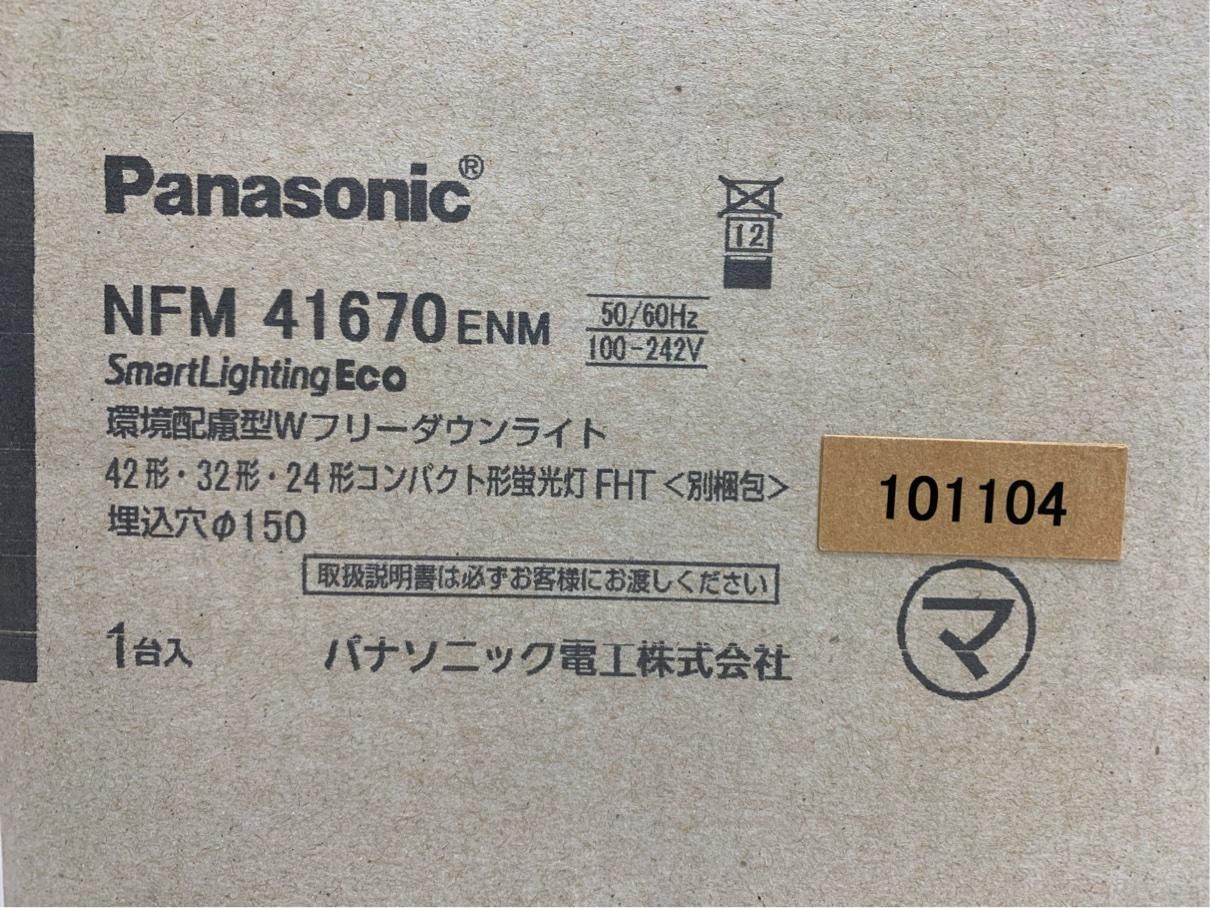 Panasonic®
12
NFM 41670 ENM
50/60Hz
100-242V
SmartLighting Eco
環境配慮型Wフリーダウンライト
42形・32形・24形コンパクト形蛍光灯 FHT <別梱包>
埋込穴φ150
101104
取扱説明書は必ずお客様にお渡しください
1台入
パナソニック電工株式会社
マ